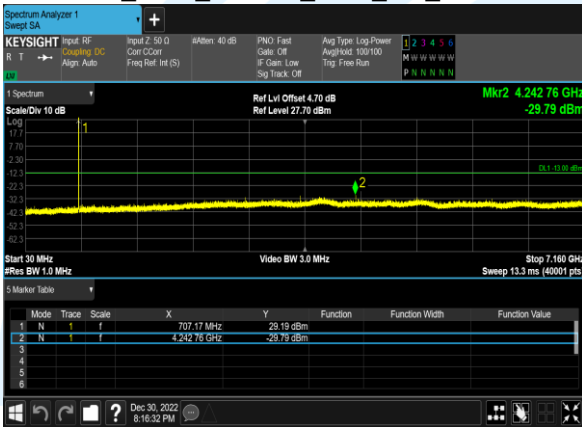 Spectrum Analyzer 1
Swept SA
+
KEYSIGHT Input: RF Input Z: 50 Ω #Atten: 40 dB PNO: Fast Avg Type: Log-Power 1 2 3 4 5 6
R T Coupling: DC Corr CCorr Gate: Off Avg|Hold: 100/100 M W W W W W
Align: Auto Freq Ref: Int (S) IF Gain: Low Trig: Free Run
Sig Track: Off P N N N N N
1 Spectrum Ref Lvl Offset 4.70 dB Mkr2 4.242 76 GHz
Scale/Div 10 dB Ref Level 27.70 dBm -29.79 dBm
Log
17.7
7.70
-2.30
-12.3
-22.3
-32.3
-42.3
-52.3
-62.3
1
2
DL1 -13.00 dBm
Start 30 MHz Video BW 3.0 MHz Stop 7.160 GHz
#Res BW 1.0 MHz Sweep 13.3 ms (40001 pts)
5 Marker Table
Mode Trace Scale X Y Function Function Width Function Value
1 N 1 f 707.17 MHz 29.19 dBm
2 N 1 f 4.242 76 GHz -29.79 dBm
3
4
5
6
? Dec 30, 2022
8:16:32 PM